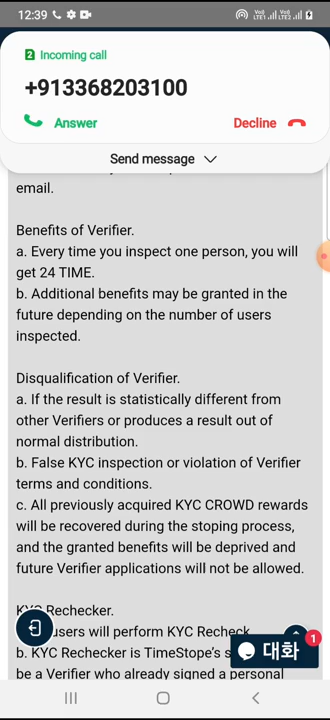 12:39
Vo) Vo)
LTE1 LTE2
2 Incoming call
+913368203100
Answer
Decline
Send message
email.
Benefits of Verifier.
a. Every time you inspect one person, you will
get 24 TIME.
b. Additional benefits may be granted in the
future depending on the number of users
inspected.
Disqualification of Verifier.
a. If the result is statistically different from
other Verifiers or produces a result out of
normal distribution.
b. False KYC inspection or violation of Verifier
terms and conditions.
c. All previously acquired KYC CROWD rewards
will be recovered during the stoping process,
and the granted benefits will be deprived and
future Verifier applications will not be allowed.
KYC Rechecker.
users will perform KYC Recheck
b. KYC Rechecker is TimeStope's
1
대화
be a Verifier who already signed a personal